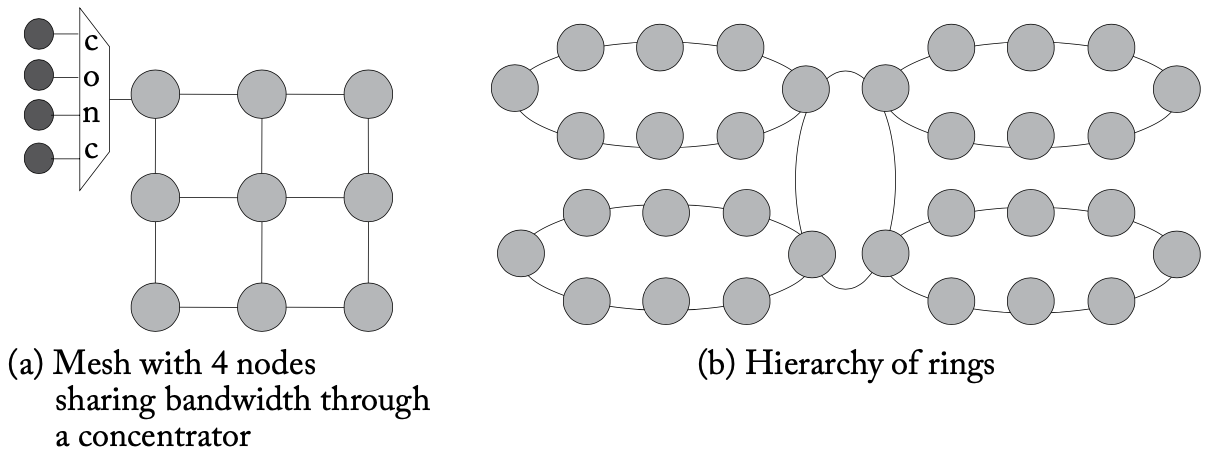 c
o
n
c
(a) Mesh with 4 nodes
sharing bandwidth through
a concentrator
(b) Hierarchy of rings